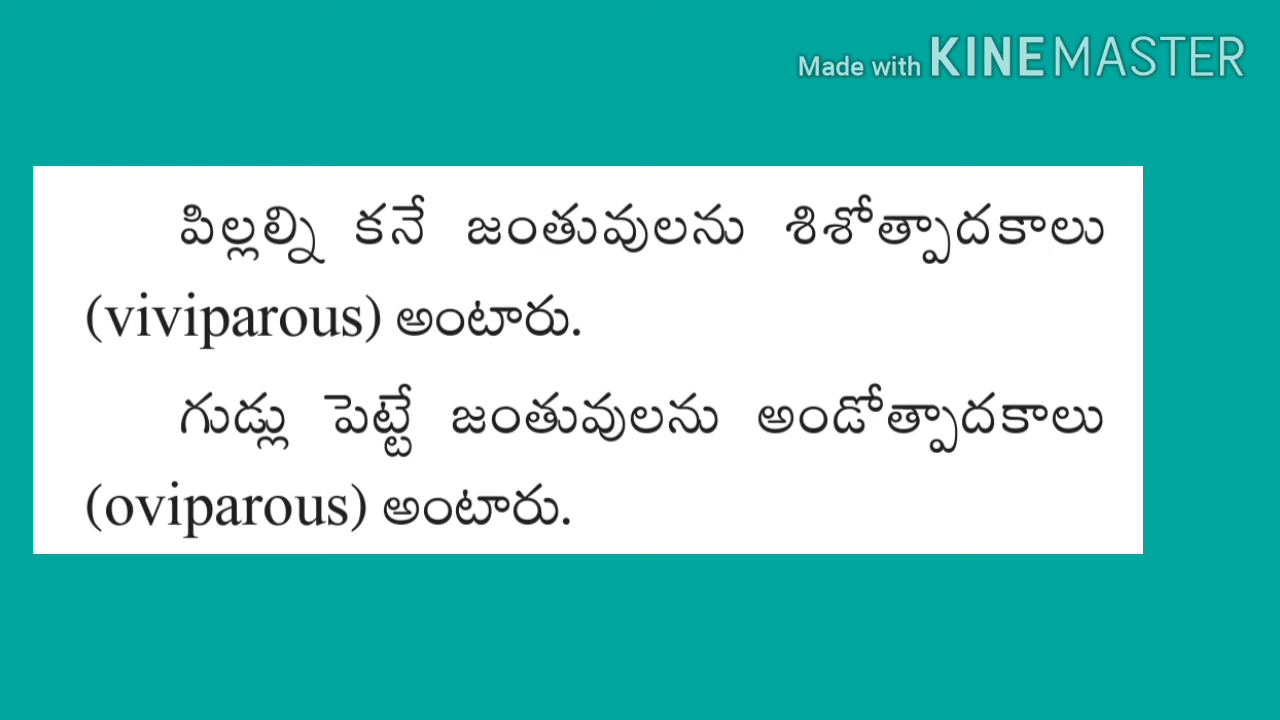 Made with KINEMASTER
పిల్లల్ని కనే జంతువులను శిశోత్పాదకాలు
(viviparous) అంటారు.
గుడ్లు పెట్టే జంతువులను అండోత్పాదకాలు
(oviparous) అంటారు.